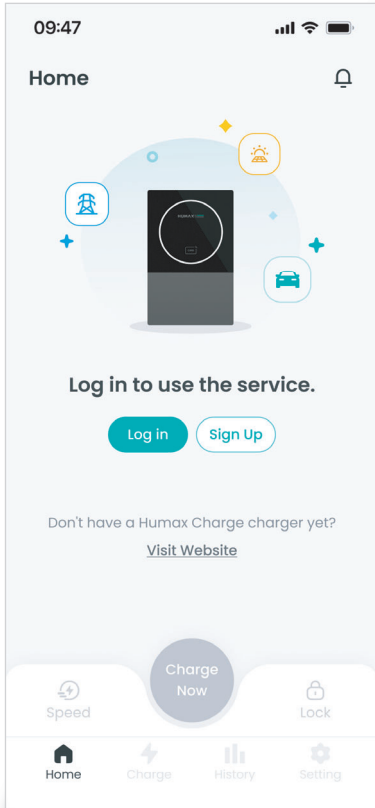 09:47
Home
Log in to use the service.
Log in
Sign Up
Don't have a Humax Charge charger yet?
Visit Website
Charge
Now
Speed
Lock
Home
Charge
History
Setting